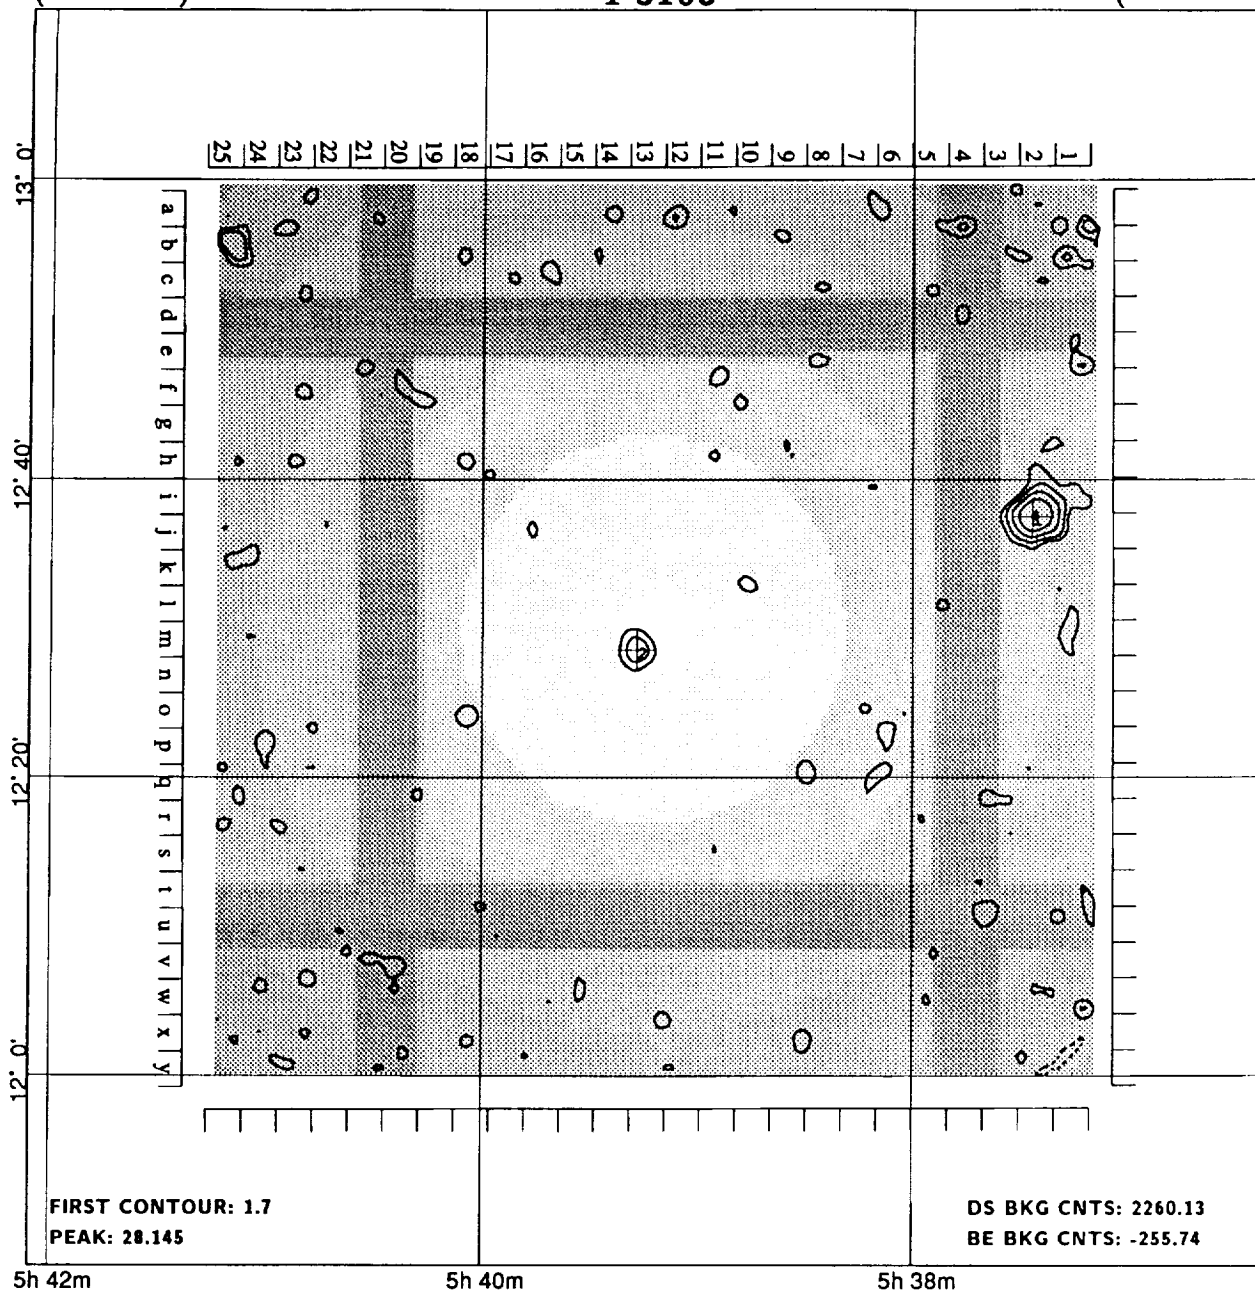 25 24 23 22 21 20 19 18 17 16 15 14 13 12 11 10 9 8 7 6 5 4 3 2 1
13° 0'
a b c d e f g h i j k l m n o p q r s t u v w x y
12° 40'
1
2
12° 20'
12° 0'
FIRST CONTOUR: 1.7
DS BKG CNTS: 2260.13
PEAK: 28.145
BE BKG CNTS: -255.74
5h 42m 5h 40m 5h 38m